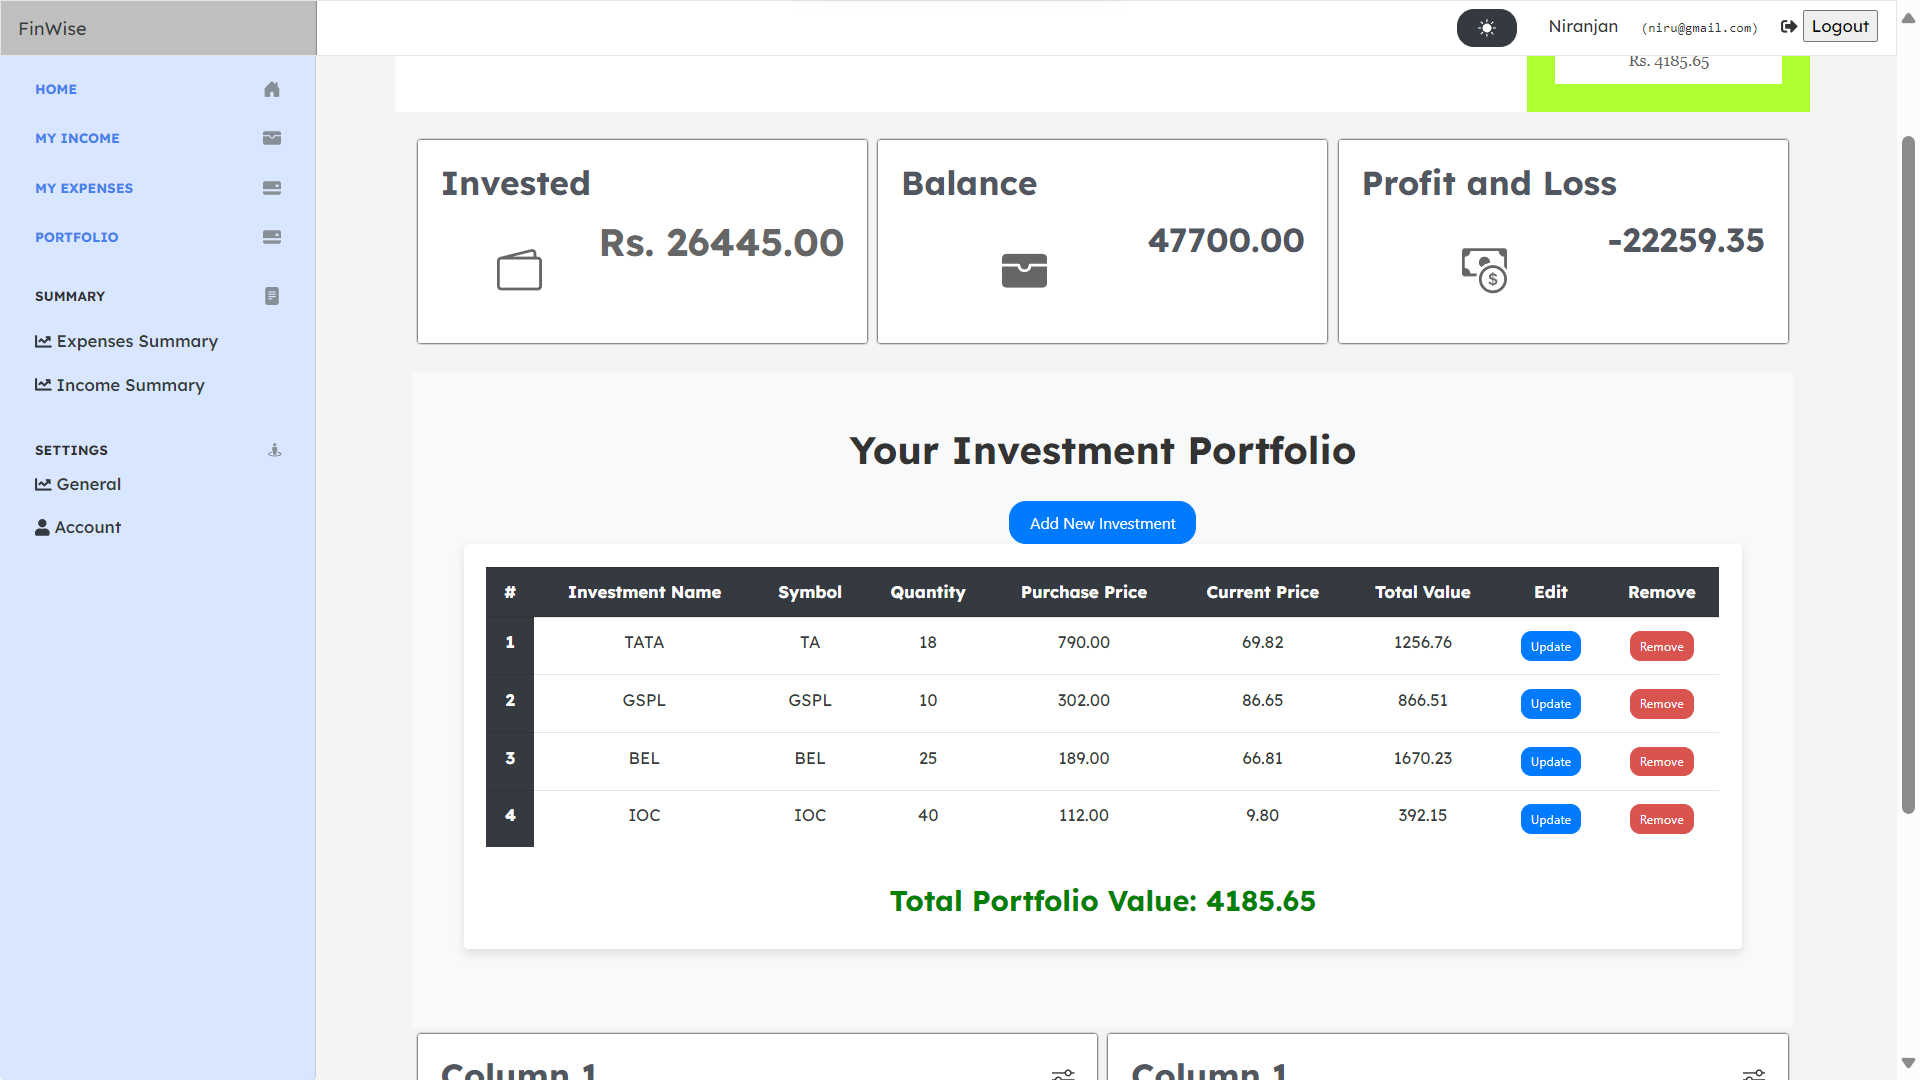 FinWise
Niranjan (niru@gmail.com) Logout
HOME
MY INCOME
MY EXPENSES
PORTFOLIO
SUMMARY
Expenses Summary
Income Summary
SETTINGS
General
Account
Rs. 4185.65
Invested
Rs. 26445.00
Balance
47700.00
Profit and Loss
-22259.35
Your Investment Portfolio
Add New Investment
# Investment Name Symbol Quantity Purchase Price Current Price Total Value Edit Remove
1 TATA TA 18 790.00 69.82 1256.76 Update Remove
2 GSPL GSPL 10 302.00 86.65 866.51 Update Remove
3 BEL BEL 25 189.00 66.81 1670.23 Update Remove
4 IOC IOC 40 112.00 9.80 392.15 Update Remove
Total Portfolio Value: 4185.65
Column 1
Column 1